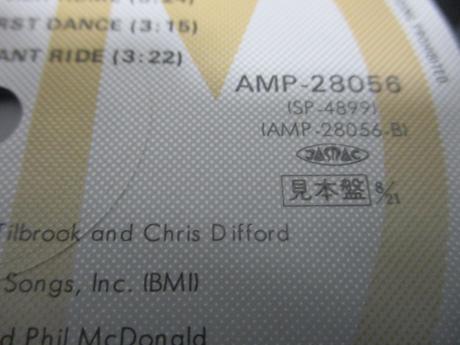 RST DANCE (3:15)
ANT RIDE (3:22)
AMP-28056
(SP-4899)
(AMP-28056-B)
JASRAC
見本盤 8/21
Tilbrook and Chris Difford
Songs, Inc. (BMI)
d Phil McDonald